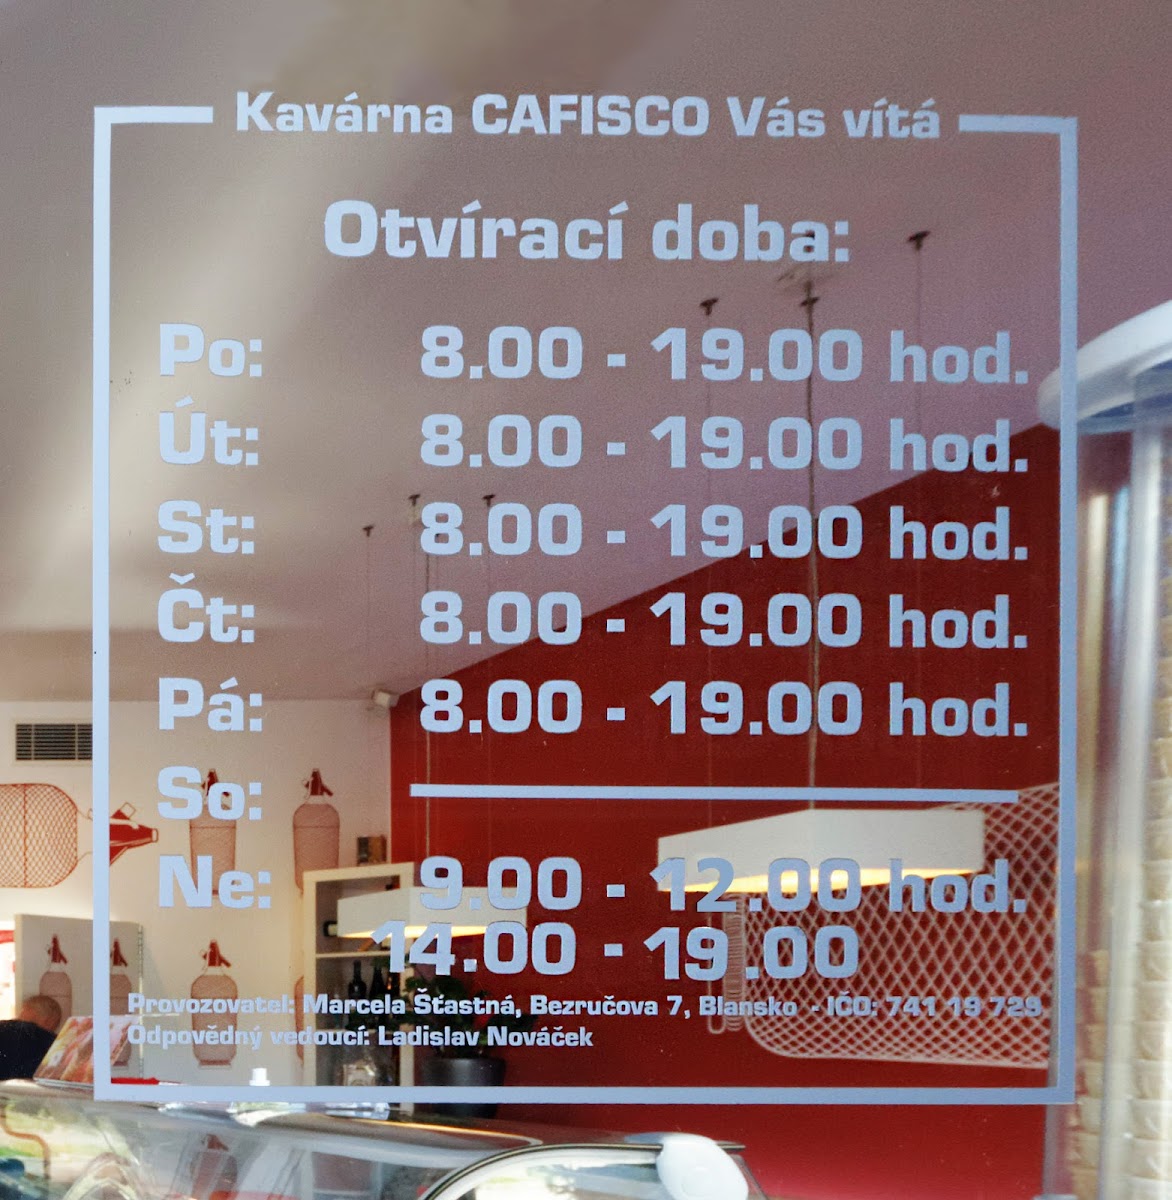 Kavárna CAFISCO Vás vítá
Otvírací doba:
Po: 8.00 - 19.00 hod.
Út: 8.00 - 19.00 hod.
St: 8.00 - 19.00 hod.
Čt: 8.00 - 19.00 hod.
Pá: 8.00 - 19.00 hod.
So:
Ne: 9.00 - 12.00 hod.
14.00 - 19.00
Provozovatel: Marcela Šťastná, Bezručova 7, Blansko - IČO: 741 19 729
Odpovědný vedoucí: Ladislav Nováček